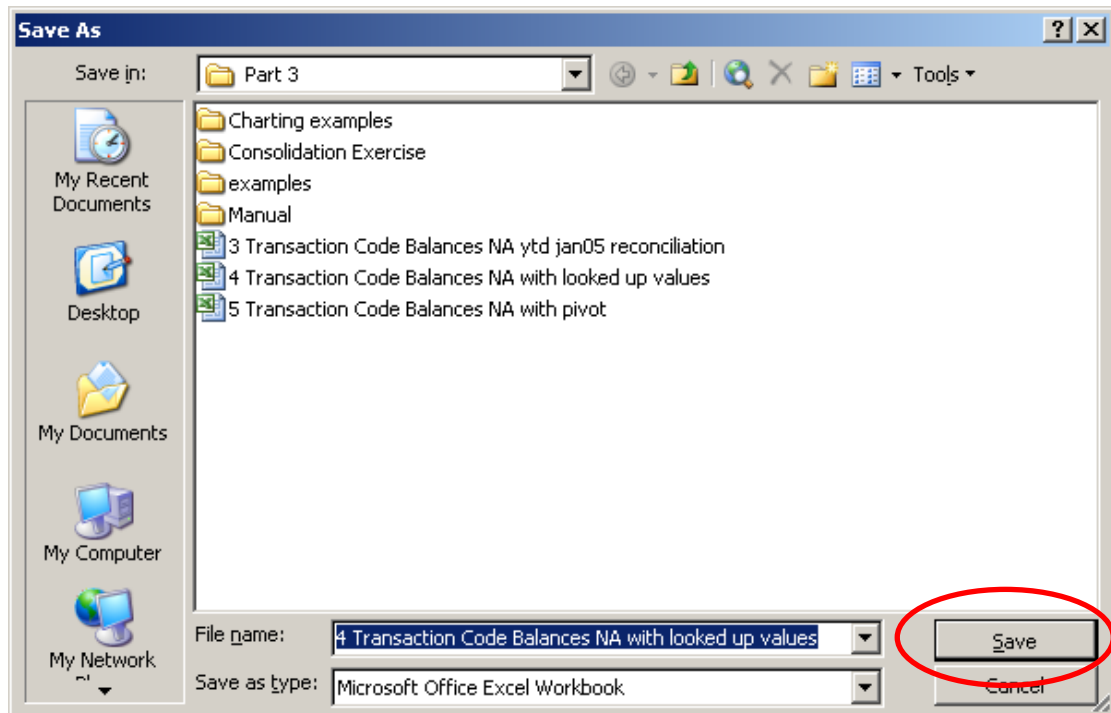 Save As
Save in:
Part 3
Tools
My Recent
Documents
Desktop
My Documents
My Computer
My Network
Charting examples
Consolidation Exercise
examples
Manual
3 Transaction Code Balances NA ytd jan05 reconciliation
4 Transaction Code Balances NA with looked up values
5 Transaction Code Balances NA with pivot
File name:
4 Transaction Code Balances NA with looked up values
Save
Save as type:
Microsoft Office Excel Workbook
Cancel